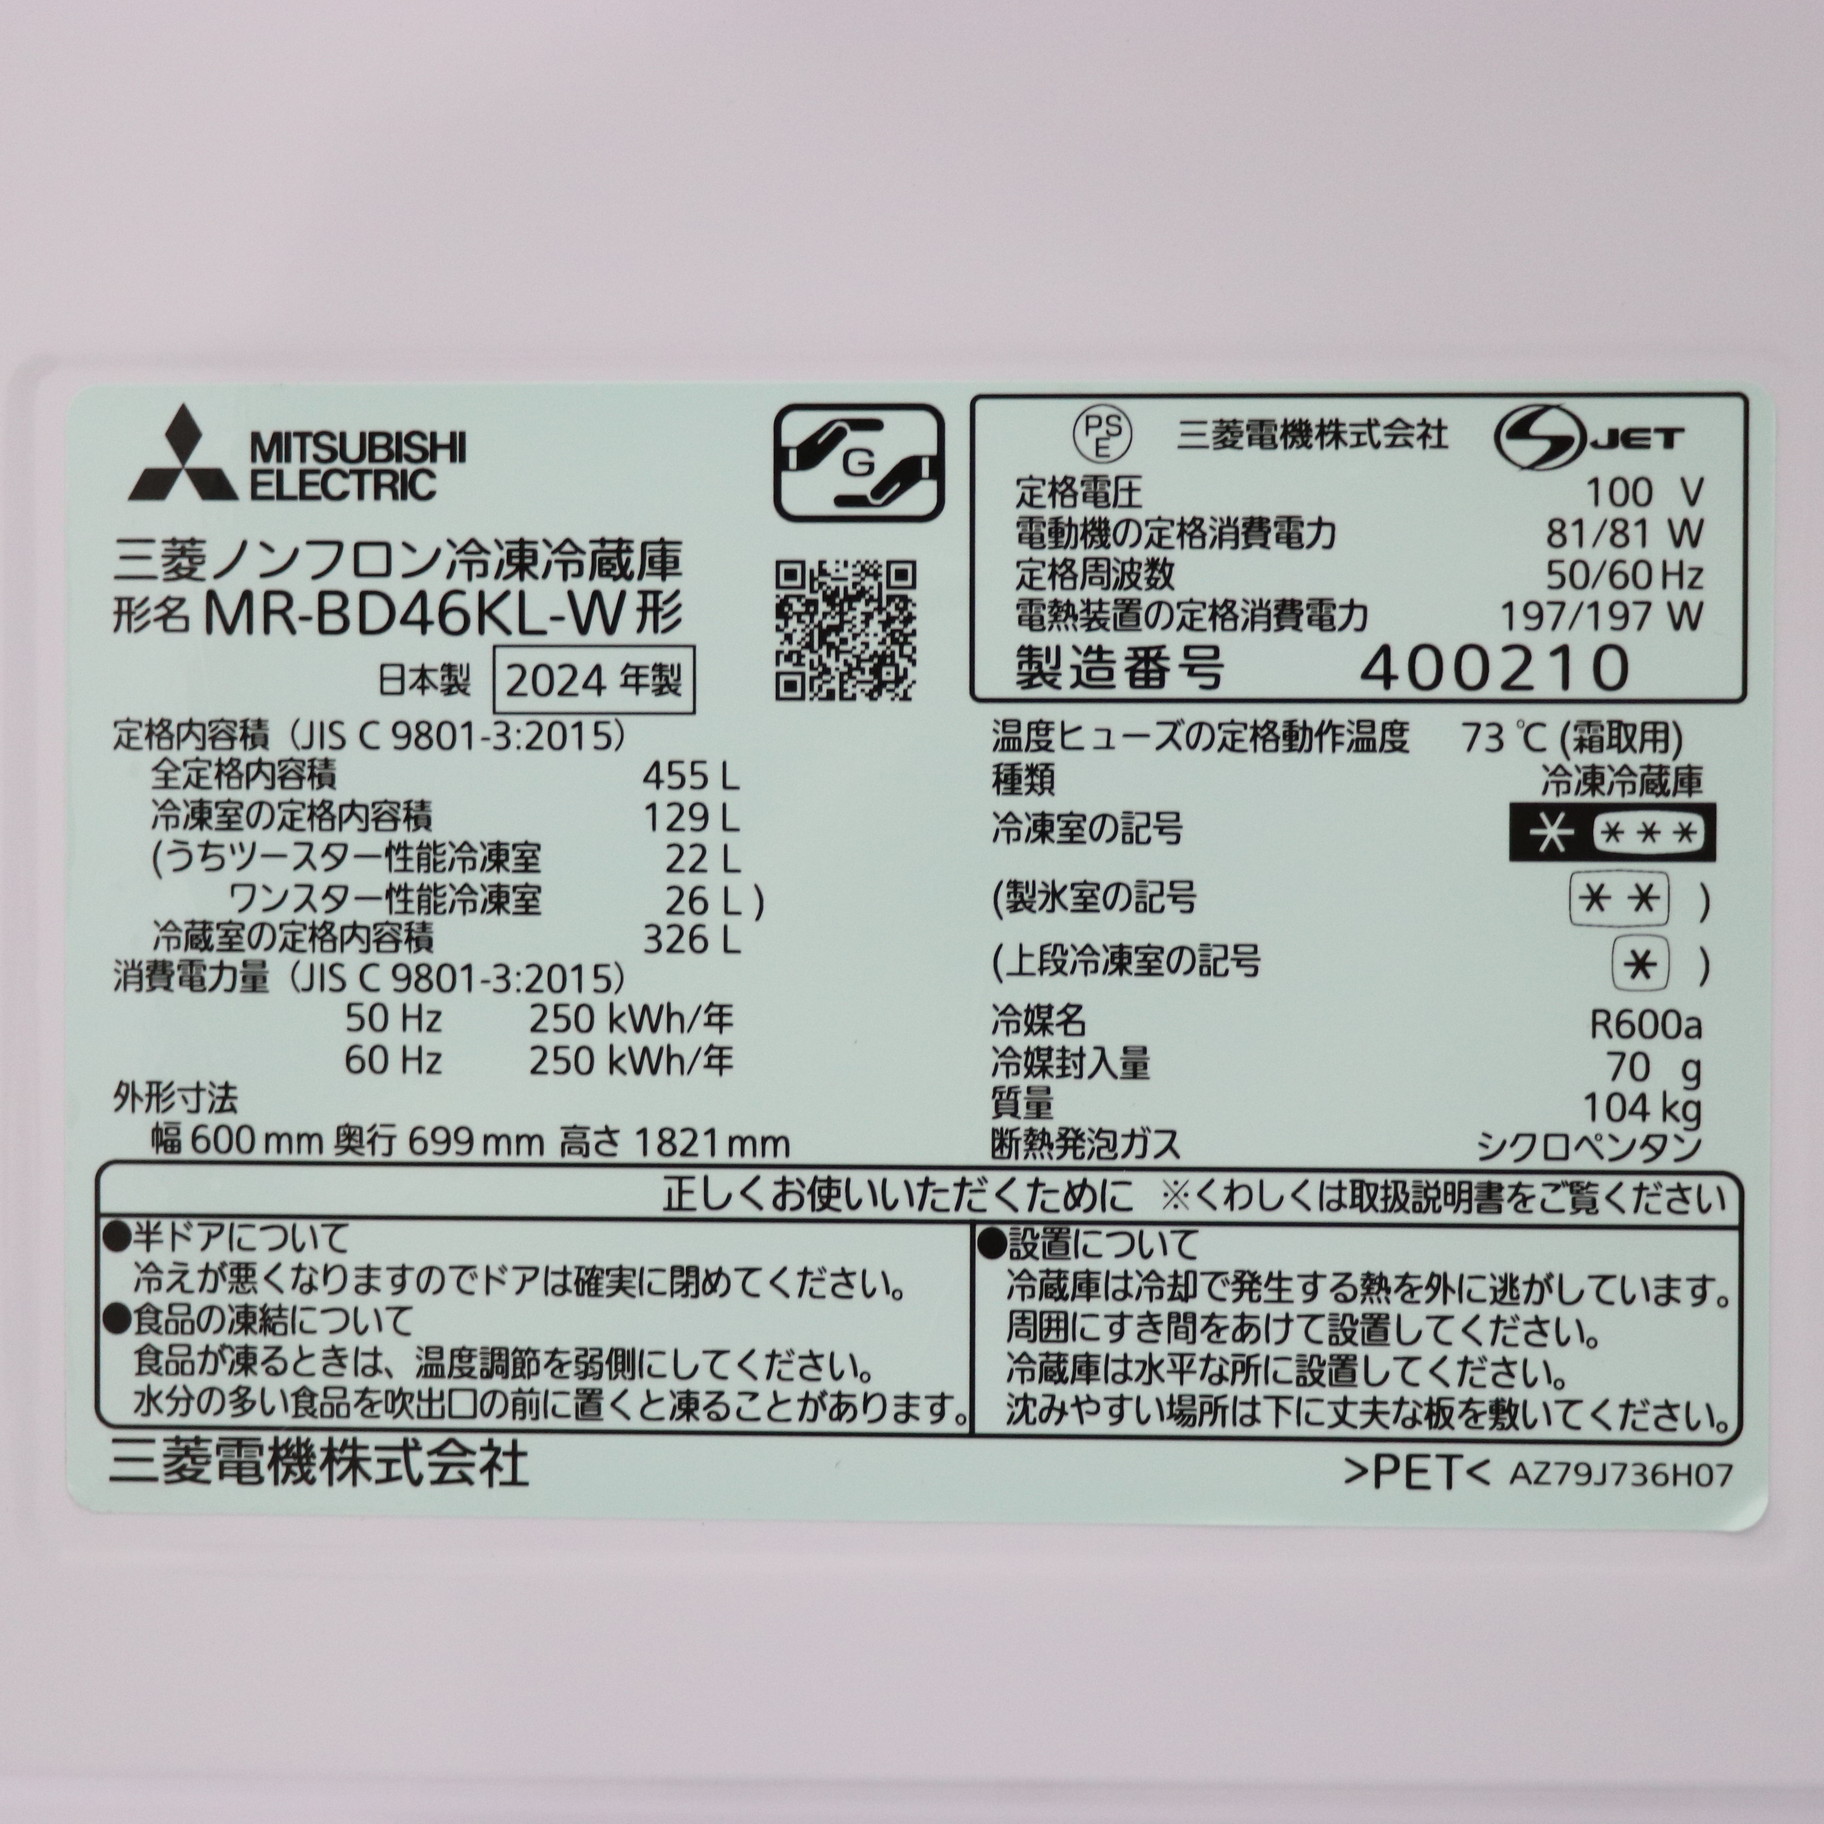 MITSUBISHI
ELECTRIC
G
三菱ノンフロン冷凍冷蔵庫
形名 MR-BD46KL-W形
日本製 2024 年製
定格内容積（JIS C 9801-3:2015）
全定格内容積 455 L
冷凍室の定格内容積 129 L
(うちツースター性能冷凍室 22 L
ワンスター性能冷凍室 26 L )
冷蔵室の定格内容積 326 L
消費電力量（JIS C 9801-3:2015）
50 Hz 250 kWh/年
60 Hz 250 kWh/年
外形寸法
幅 600 mm 奥行 699 mm 高さ 1821 mm
PS
E 三菱電機株式会社 S JET
定格電圧 100 V
電動機の定格消費電力 81/81 W
定格周波数 50/60 Hz
電熱装置の定格消費電力 197/197 W
製造番号 400210
温度ヒューズの定格動作温度 73 ℃ (霜取用)
種類 冷凍冷蔵庫
冷凍室の記号 * ***
(製氷室の記号 ** )
(上段冷凍室の記号 * )
冷媒名 R600a
冷媒封入量 70 g
質量 104 kg
断熱発泡ガス シクロペンタン
正しくお使いいただくために ※くわしくは取扱説明書をご覧ください
●半ドアについて
冷えが悪くなりますのでドアは確実に閉めてください。
●食品の凍結について
食品が凍るときは、温度調節を弱側にしてください。
水分の多い食品を吹出口の前に置くと凍ることがあります。
●設置について
冷蔵庫は冷却で発生する熱を外に逃がしています。
周囲にすき間をあけて設置してください。
冷蔵庫は水平な所に設置してください。
沈みやすい場所は下に丈夫な板を敷いてください。
三菱電機株式会社
>PET< AZ79J736H07